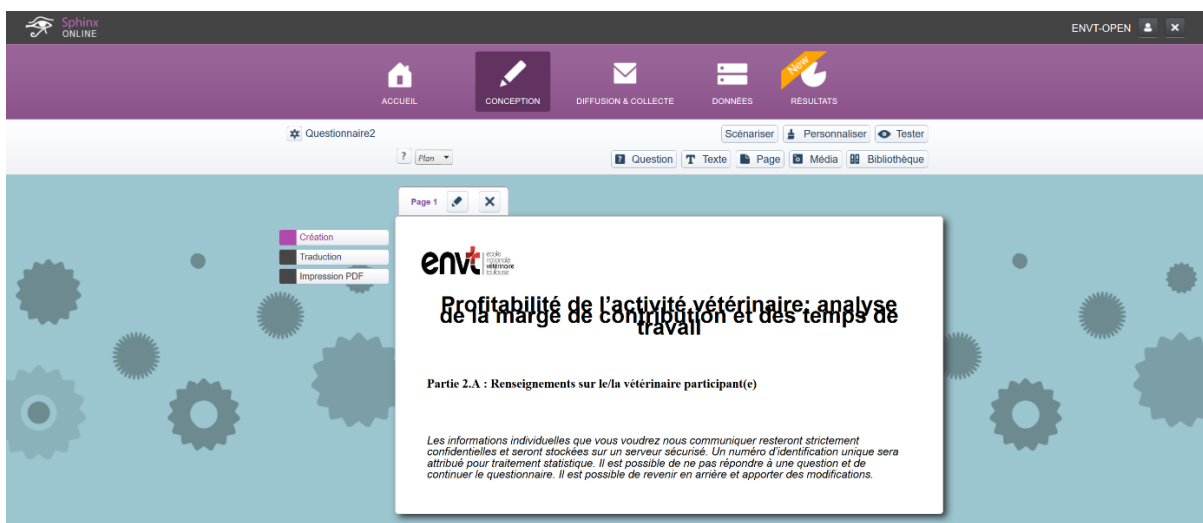 Sphinx
ONLINE
ENVT-OPEN
New
ACCUEIL
CONCEPTION
DIFFUSION & COLLECTE
DONNÉES
RÉSULTATS
Questionnaire2
Scénariser
Personnaliser
Tester
? Plan
Question
Texte
Page
Média
Bibliothèque
Page 1
Création
Traduction
Impression PDF
envt
école
nationale
vétérinaire
toulouse
Profitabilité de l’activité vétérinaire: analyse
de la marge de contribution et des temps de
travail
Partie 2.A : Renseignements sur le/la vétérinaire participant(e)
Les informations individuelles que vous voudrez nous communiquer resteront strictement
confidentielles et seront stockées sur un serveur sécurisé. Un numéro d'identification unique sera
attribué pour traitement statistique. Il est possible de ne pas répondre à une question et de
continuer le questionnaire. Il est possible de revenir en arrière et apporter des modifications.